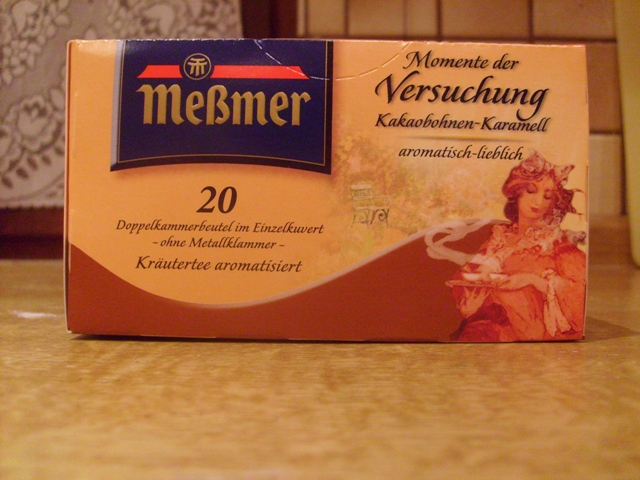 Meßmer
20
Doppelkammerbeutel im Einzelkuvert
- ohne Metallklammer -
Kräutertee aromatisiert
Momente der
Versuchung
Kakaobohnen-Karamell
aromatisch-lieblich